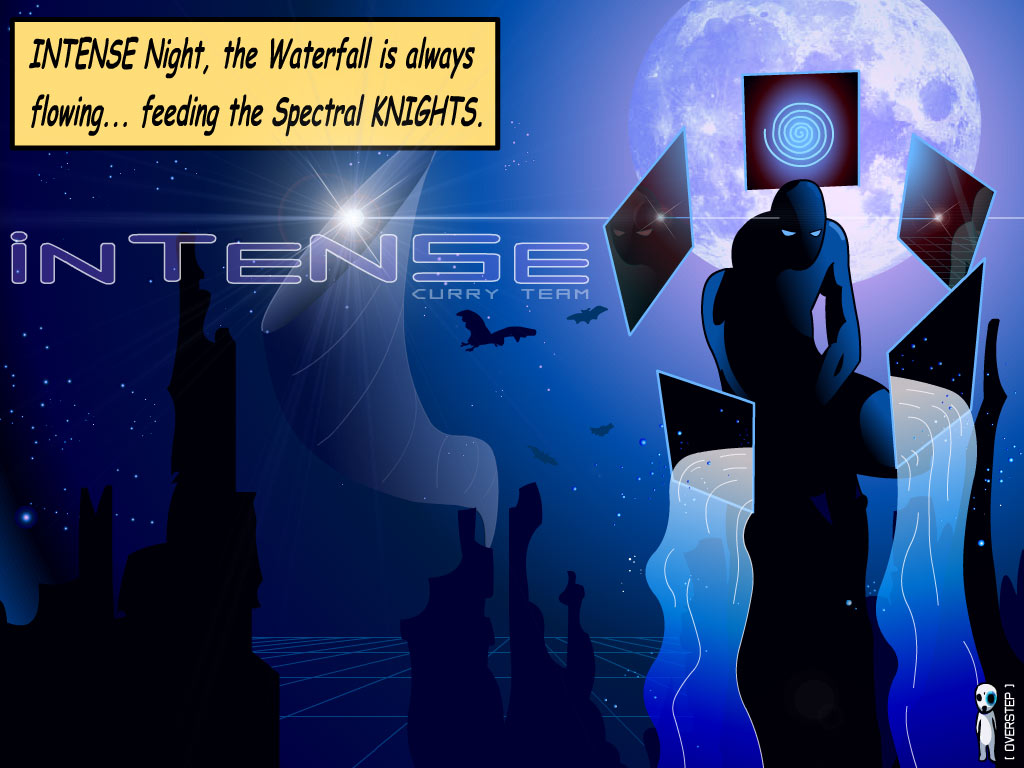 INTENSE Night, the Waterfall is always
flowing... feeding the Spectral KNIGHTS.
iNTENSE
CURRY TEAM
[ OVERSTEP ]